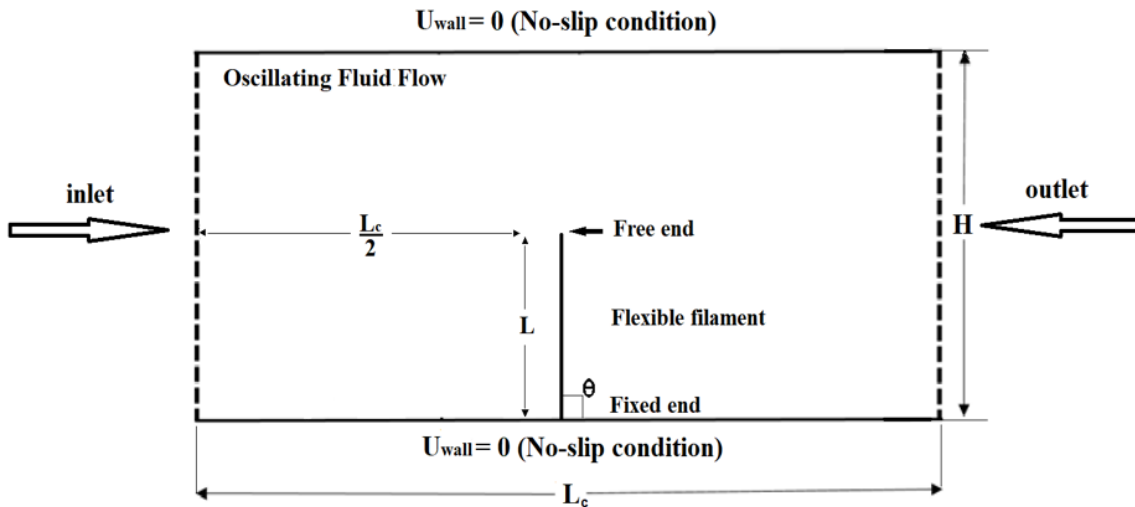 Uwall = 0 (No-slip condition)
Oscillating Fluid Flow
inlet
outlet
Lc
2
Free end
H
L
Flexible filament
θ
Fixed end
Uwall = 0 (No-slip condition)
Lc